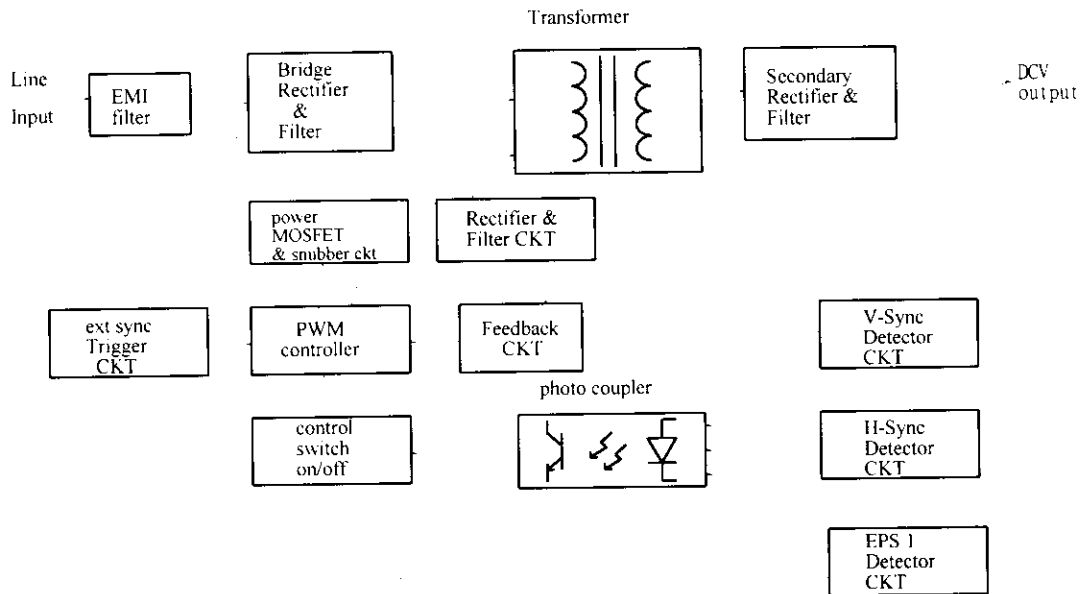 Transformer
Line
Input
EMI
filter
Bridge
Rectifier
&
Filter
Secondary
Rectifier &
Filter
DCV
output
power
MOSFET
& snubber ckt
Rectifier &
Filter CKT
ext sync
Trigger
CKT
PWM
controller
Feedback
CKT
V-Sync
Detector
CKT
photo coupler
control
switch
on/off
H-Sync
Detector
CKT
EPS 1
Detector
CKT